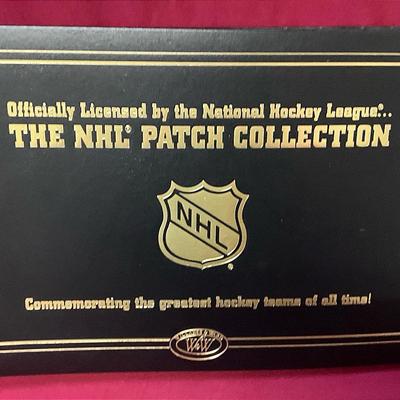 Officially Licensed by the National Hockey League®...
THE NHL® PATCH COLLECTION
NHL
®
Commemorating the greatest hockey teams of all time!
W&W